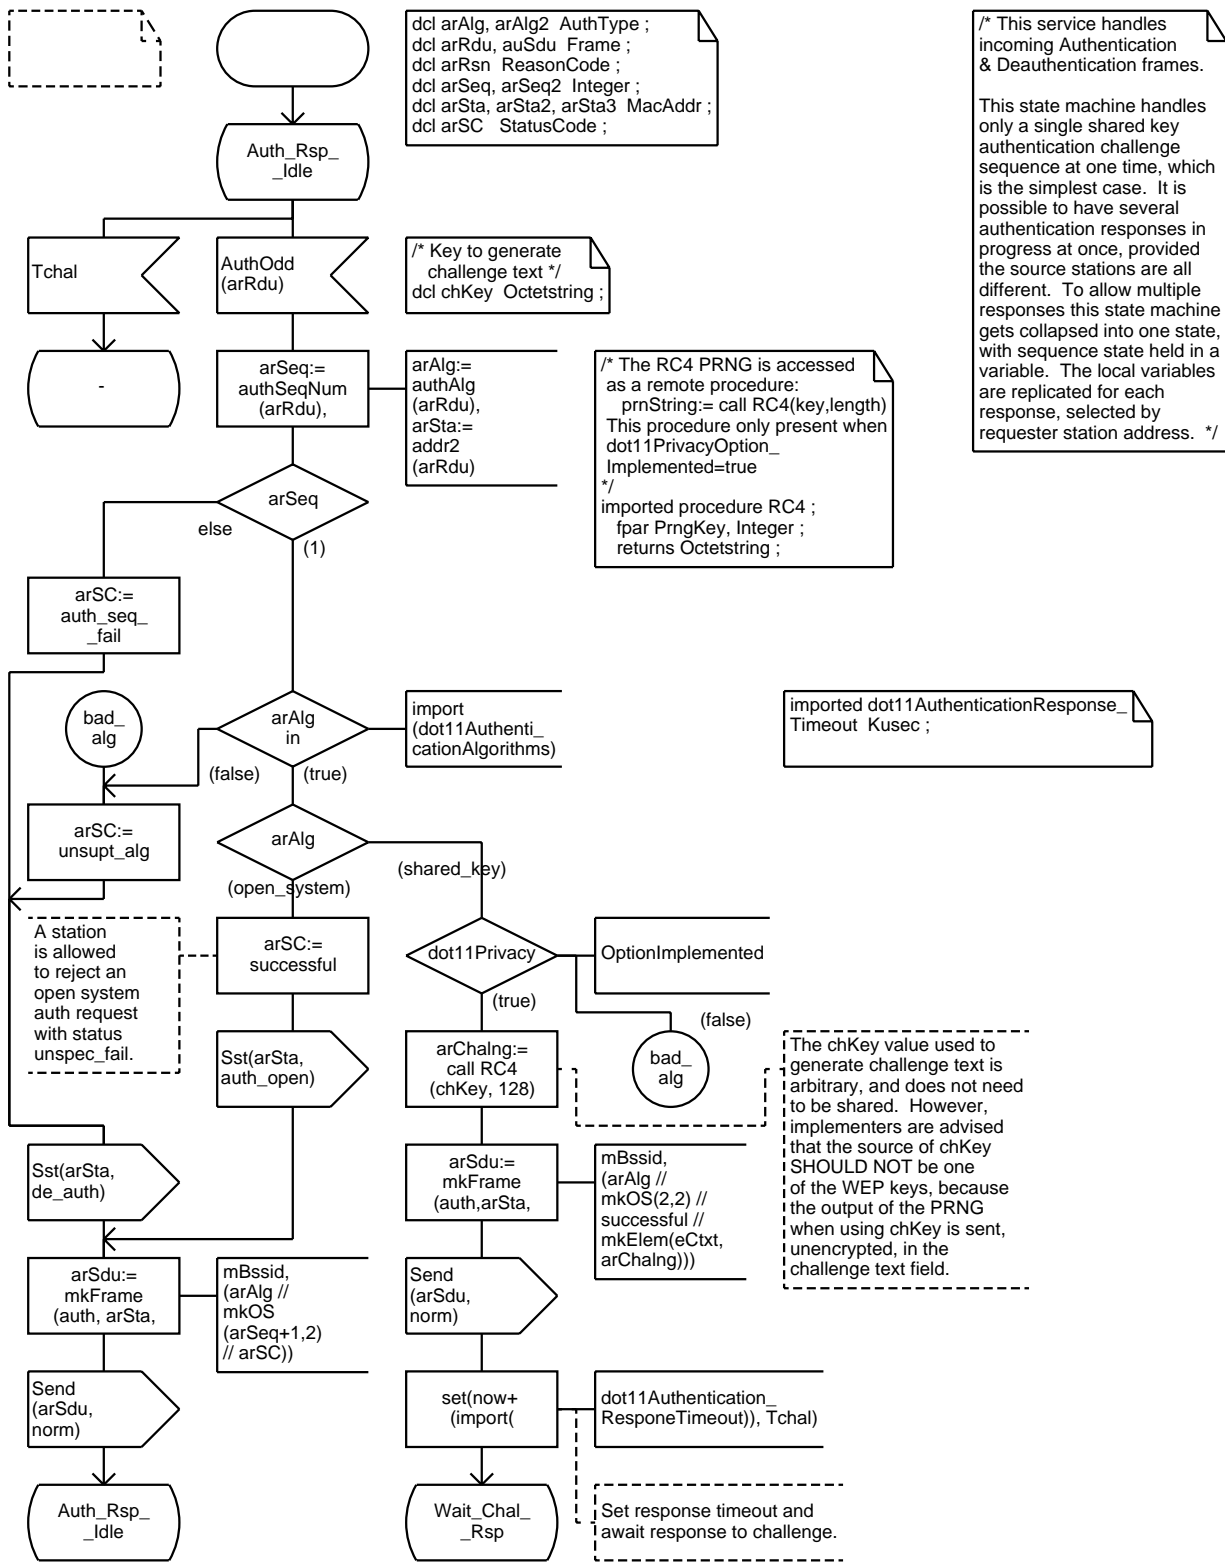 dcl arAlg, arAlg2  AuthType ;
dcl arRdu, auSdu  Frame ;
dcl arRsn  ReasonCode ;
dcl arSeq, arSeq2  Integer ;
dcl arSta, arSta2, arSta3  MacAddr ;
dcl arSC   StatusCode ;
/* This service handles
incoming Authentication
& Deauthentication frames.
This state machine handles
only a single shared key
authentication challenge
sequence at one time, which
is the simplest case.  It is
possible to have several
authentication responses in
progress at once, provided
the source stations are all
different.  To allow multiple
responses this state machine
gets collapsed into one state,
with sequence state held in a
variable.  The local variables
are replicated for each
response, selected by
requester station address.  */
Auth_Rsp_
_Idle
Tchal
AuthOdd
(arRdu)
/* Key to generate
challenge text */
dcl chKey  Octetstring ;
-
arSeq:=
authSeqNum
(arRdu),
arAlg:=
authAlg
(arRdu),
arSta:=
addr2
(arRdu)
/* The RC4 PRNG is accessed
as a remote procedure:
prnString:= call RC4(key,length)
This procedure only present when
dot11PrivacyOption_
Implemented=true
*/
imported procedure RC4 ;
fpar PrngKey, Integer ;
returns Octetstring ;
arSeq
else
(1)
arSC:=
auth_seq_
_fail
bad_
alg
arAlg
in
import
(dot11Authenti_
cationAlgorithms)
imported dot11AuthenticationResponse_
Timeout  Kusec ;
(false)
(true)
arSC:=
unsupt_alg
arAlg
(shared_key)
(open_system)
A station
is allowed
to reject an
open system
auth request
with status
unspec_fail.
arSC:=
successful
dot11Privacy
OptionImplemented
(true)
(false)
Sst(arSta,
auth_open)
arChalng:=
call RC4
(chKey, 128)
bad_
alg
The chKey value used to
generate challenge text is
arbitrary, and does not need
to be shared.  However,
implementers are advised
that the source of chKey
SHOULD NOT be one
of the WEP keys, because
the output of the PRNG
when using chKey is sent,
unencrypted, in the
challenge text field.
Sst(arSta,
de_auth)
arSdu:=
mkFrame
(auth,arSta,
mBssid,
(arAlg //
mkOS(2,2) //
successful //
mkElem(eCtxt,
arChalng)))
arSdu:=
mkFrame
(auth, arSta,
mBssid,
(arAlg //
mkOS
(arSeq+1,2)
// arSC))
Send
(arSdu,
norm)
Send
(arSdu,
norm)
set(now+
(import(
dot11Authentication_
ResponeTimeout)), Tchal)
Auth_Rsp_
_Idle
Wait_Chal_
_Rsp
Set response timeout and
await response to challenge.